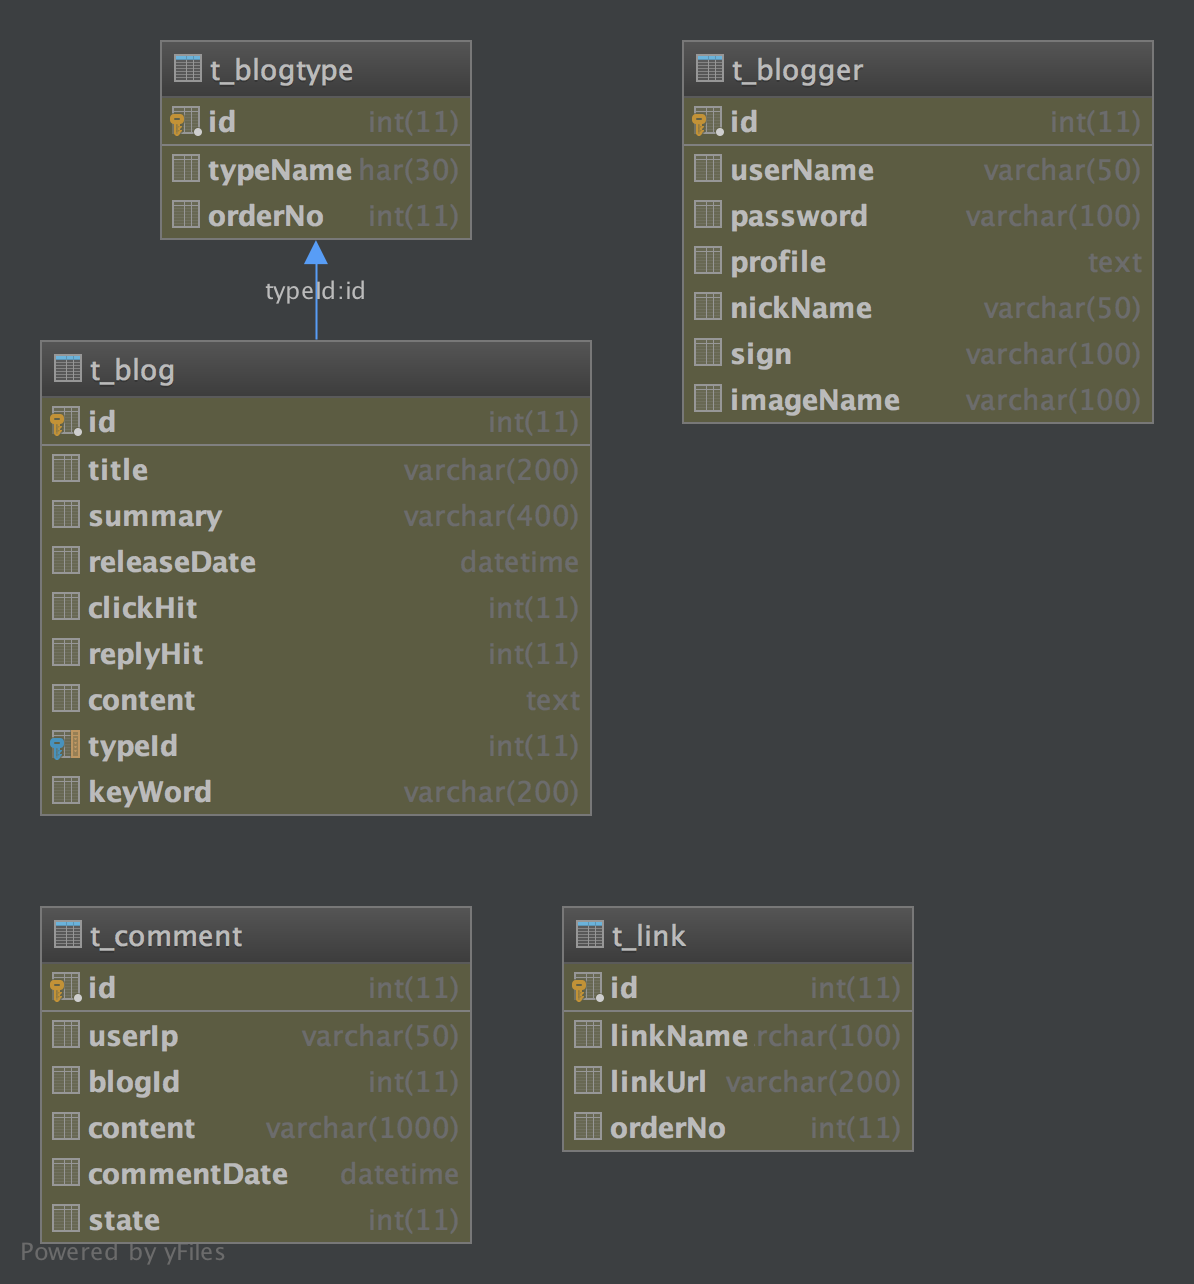 t_blogtype
id int(11)
typeName har(30)
orderNo int(11)
typeId:id
t_blogger
id int(11)
userName varchar(50)
password varchar(100)
profile text
nickName varchar(50)
sign varchar(100)
imageName varchar(100)
t_blog
id int(11)
title varchar(200)
summary varchar(400)
releaseDate datetime
clickHit int(11)
replyHit int(11)
content text
typeId int(11)
keyWord varchar(200)
t_comment
id int(11)
userIp varchar(50)
blogId int(11)
content varchar(1000)
commentDate datetime
state int(11)
t_link
id int(11)
linkName rchar(100)
linkUrl varchar(200)
orderNo int(11)
Powered by yFiles